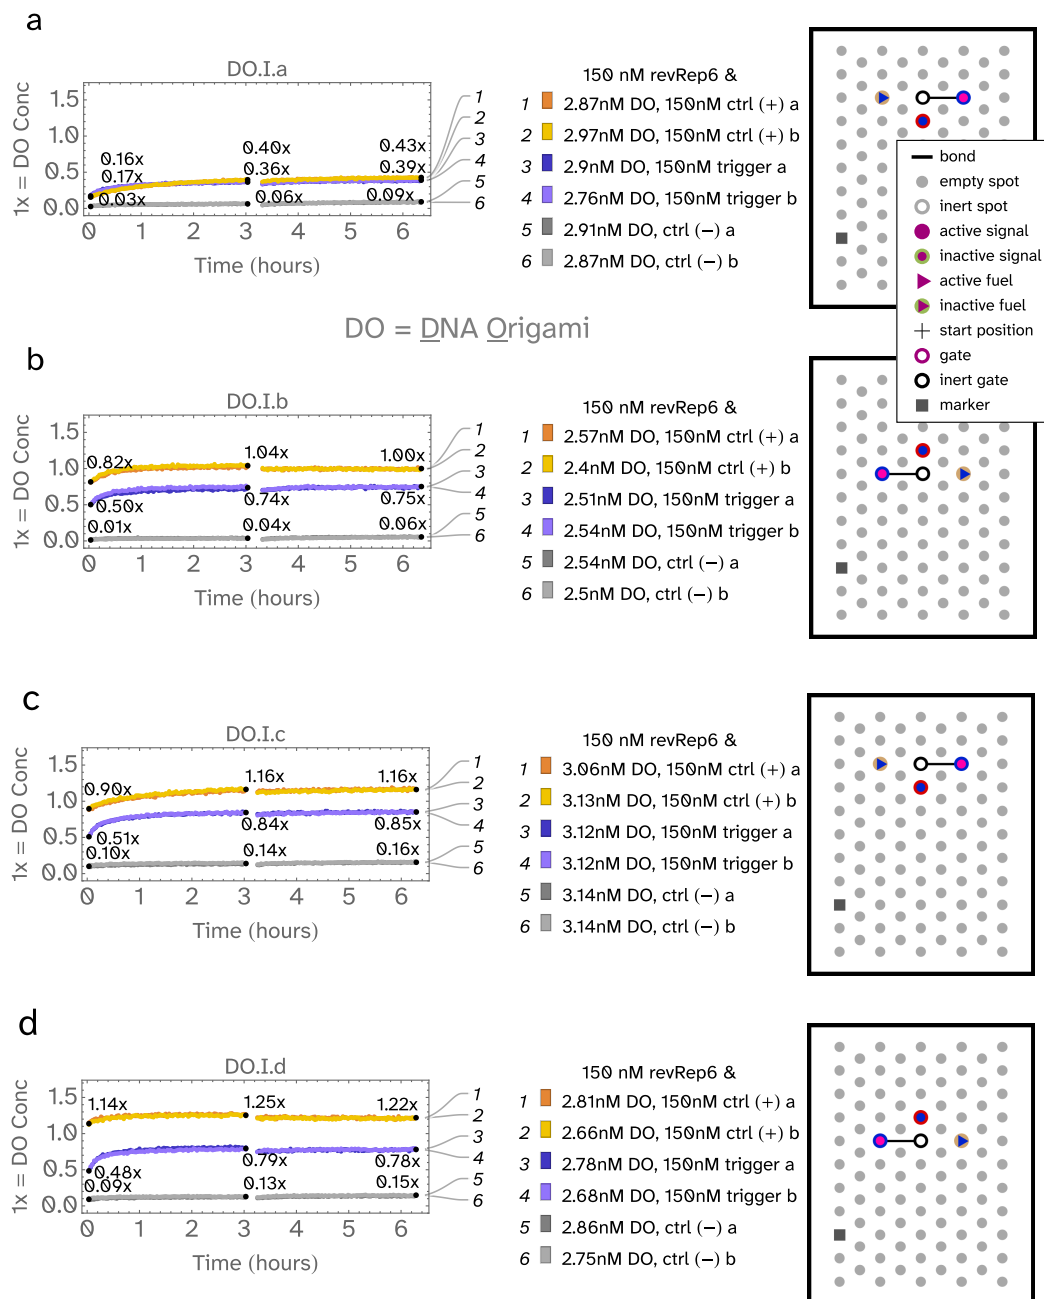 a
DO.I.a
1x = DO Conc
1.5
1.0
0.5
0.0
0.16x
0.17x
0.03x
0.40x
0.36x
0.06x
0.43x
0.39x
0.09x
1
2
3
4
5
6
0 1 2 3 4 5 6
Time (hours)
150 nM revRep6 &
1 2.87nM DO, 150nM ctrl (+) a
2 2.97nM DO, 150nM ctrl (+) b
3 2.9nM DO, 150nM trigger a
4 2.76nM DO, 150nM trigger b
5 2.91nM DO, ctrl (−) a
6 2.87nM DO, ctrl (−) b
bond
empty spot
inert spot
active signal
inactive signal
active fuel
inactive fuel
start position
gate
inert gate
marker
DO = DNA Origami
b
DO.I.b
1x = DO Conc
1.5
1.0
0.5
0.0
0.82x
0.50x
0.01x
1.04x
0.74x
0.04x
1.00x
0.75x
0.06x
1
2
3
4
5
6
0 1 2 3 4 5 6
Time (hours)
150 nM revRep6 &
1 2.57nM DO, 150nM ctrl (+) a
2 2.4nM DO, 150nM ctrl (+) b
3 2.51nM DO, 150nM trigger a
4 2.54nM DO, 150nM trigger b
5 2.54nM DO, ctrl (−) a
6 2.5nM DO, ctrl (−) b
c
DO.I.c
1x = DO Conc
1.5
1.0
0.5
0.0
0.90x
0.51x
0.10x
1.16x
0.84x
0.14x
1.16x
0.85x
0.16x
1
2
3
4
5
6
0 1 2 3 4 5 6
Time (hours)
150 nM revRep6 &
1 3.06nM DO, 150nM ctrl (+) a
2 3.13nM DO, 150nM ctrl (+) b
3 3.12nM DO, 150nM trigger a
4 3.12nM DO, 150nM trigger b
5 3.14nM DO, ctrl (−) a
6 3.14nM DO, ctrl (−) b
d
DO.I.d
1x = DO Conc
1.5
1.0
0.5
0.0
1.14x
0.48x
0.09x
1.25x
0.79x
0.13x
1.22x
0.78x
0.15x
1
2
3
4
5
6
0 1 2 3 4 5 6
Time (hours)
150 nM revRep6 &
1 2.81nM DO, 150nM ctrl (+) a
2 2.66nM DO, 150nM ctrl (+) b
3 2.78nM DO, 150nM trigger a
4 2.68nM DO, 150nM trigger b
5 2.86nM DO, ctrl (−) a
6 2.75nM DO, ctrl (−) b